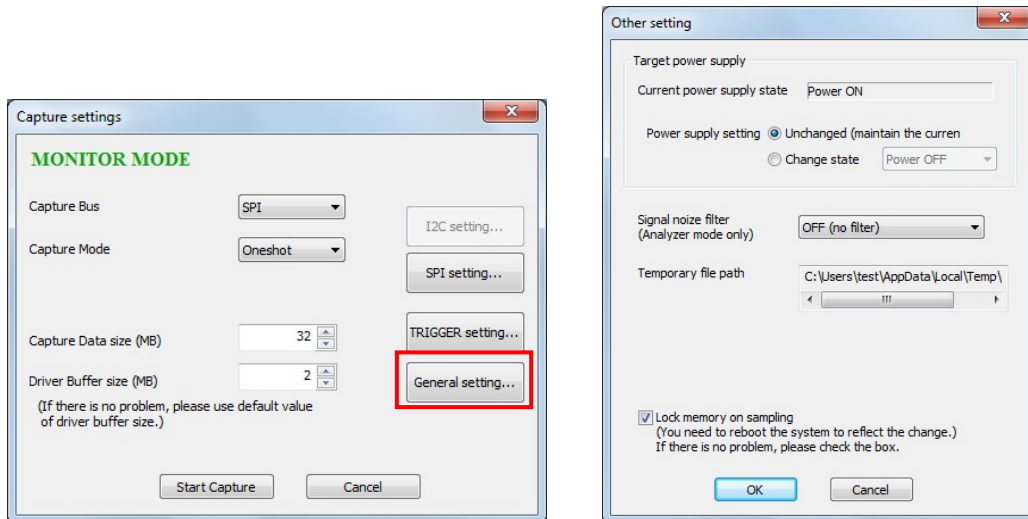 Capture settings
MONITOR MODE
Capture Bus
SPI
I2C setting...
Capture Mode
Oneshot
SPI setting...
Capture Data size (MB)
32
TRIGGER setting...
Driver Buffer size (MB)
2
General setting...
(If there is no problem, please use default value
of driver buffer size.)
Start Capture
Cancel
Other setting
Target power supply
Current power supply state
Power ON
Power supply setting
Unchanged (maintain the curren
Change state
Power OFF
Signal noize filter
(Analyzer mode only)
OFF (no filter)
Temporary file path
C:\Users\test\AppData\Local\Temp\
Lock memory on sampling
(You need to reboot the system to reflect the change.)
If there is no problem, please check the box.
OK
Cancel